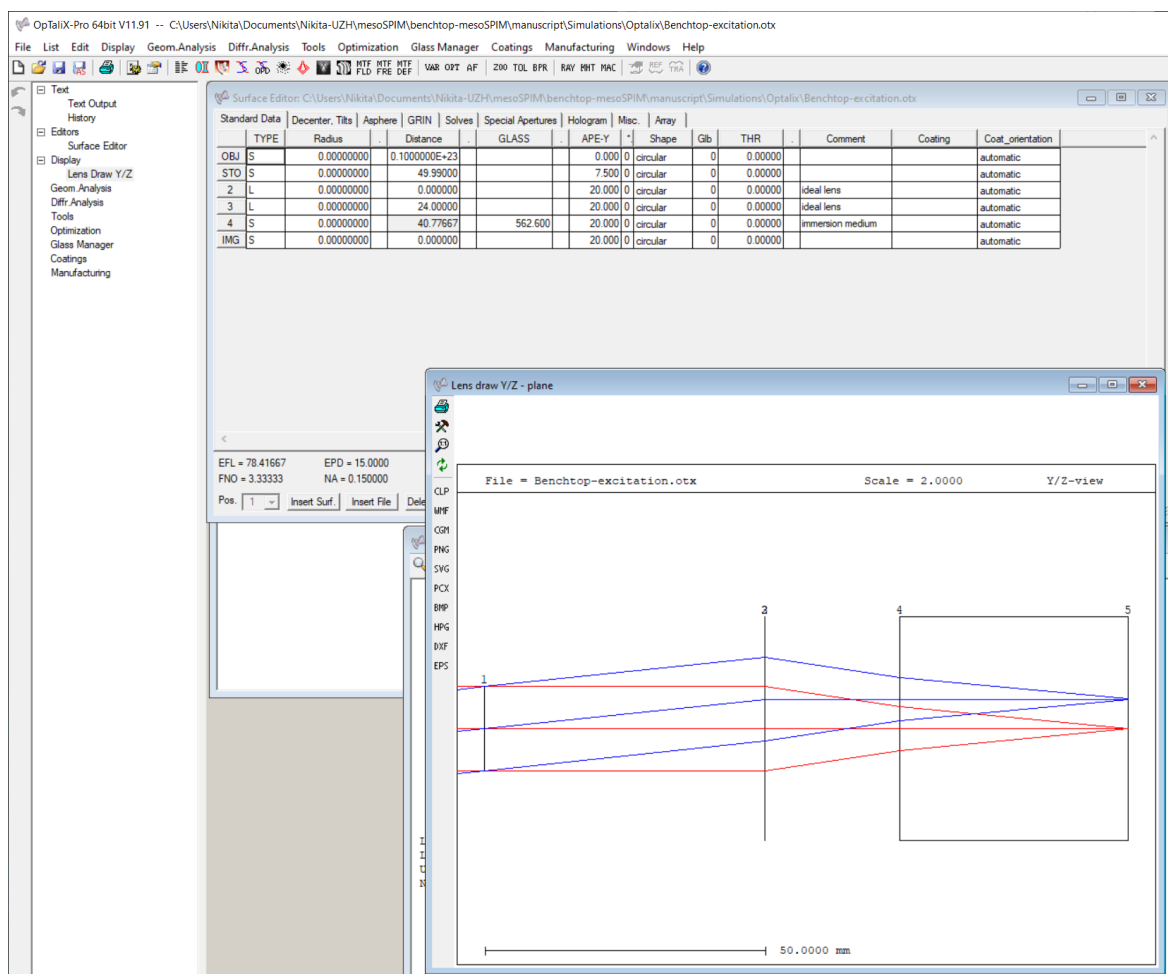 OpTaliX-Pro 64bit V11.91 -- C:\Users\Nikita\Documents\Nikita-UZH\mesoSPIM\benchtop-mesoSPIM\manuscript\Simulations\Optalix\Benchtop-excitation.otx
File List Edit Display Geom.Analysis Diffr.Analysis Tools Optimization Glass Manager Coatings Manufacturing Windows Help
MTF FLD MTF FRE MTF DEF VAR OPT AF ZOO TOL BPR RAY MHT MAC
Text
Text Output
History
Editors
Surface Editor
Display
Lens Draw Y/Z
Geom.Analysis
Diffr.Analysis
Tools
Optimization
Glass Manager
Coatings
Manufacturing
Surface Editor: C:\Users\Nikita\Documents\Nikita-UZH\mesoSPIM\benchtop-mesoSPIM\manuscript\Simulations\Optalix\Benchtop-excitation.otx
Standard Data Decenter, Tilts Asphere GRIN Solves Special Apertures Hologram Misc. Array
TYPE Radius . Distance . GLASS . APE-Y * Shape Glb THR . Comment Coating Coat_orientation
OBJ S 0.00000000 0.1000000E+23 0.000 0 circular 0 0.00000 automatic
STO S 0.00000000 49.99000 7.500 0 circular 0 0.00000 automatic
2 L 0.00000000 0.000000 20.000 0 circular 0 0.00000 ideal lens automatic
3 L 0.00000000 24.00000 20.000 0 circular 0 0.00000 ideal lens automatic
4 S 0.00000000 40.77667 562.600 20.000 0 circular 0 0.00000 immersion medium automatic
IMG S 0.00000000 0.000000 20.000 0 circular 0 0.00000 automatic
EFL = 78.41667 EPD = 15.0000
FNO = 3.33333 NA = 0.150000
Pos. 1 Insert Surf. Insert File Dele
Lens draw Y/Z - plane
CLP
WMF
CGM
PNG
SVG
PCX
BMP
HPG
DXF
EPS
File = Benchtop-excitation.otx Scale = 2.0000 Y/Z-view
1 4 5
50.0000 mm